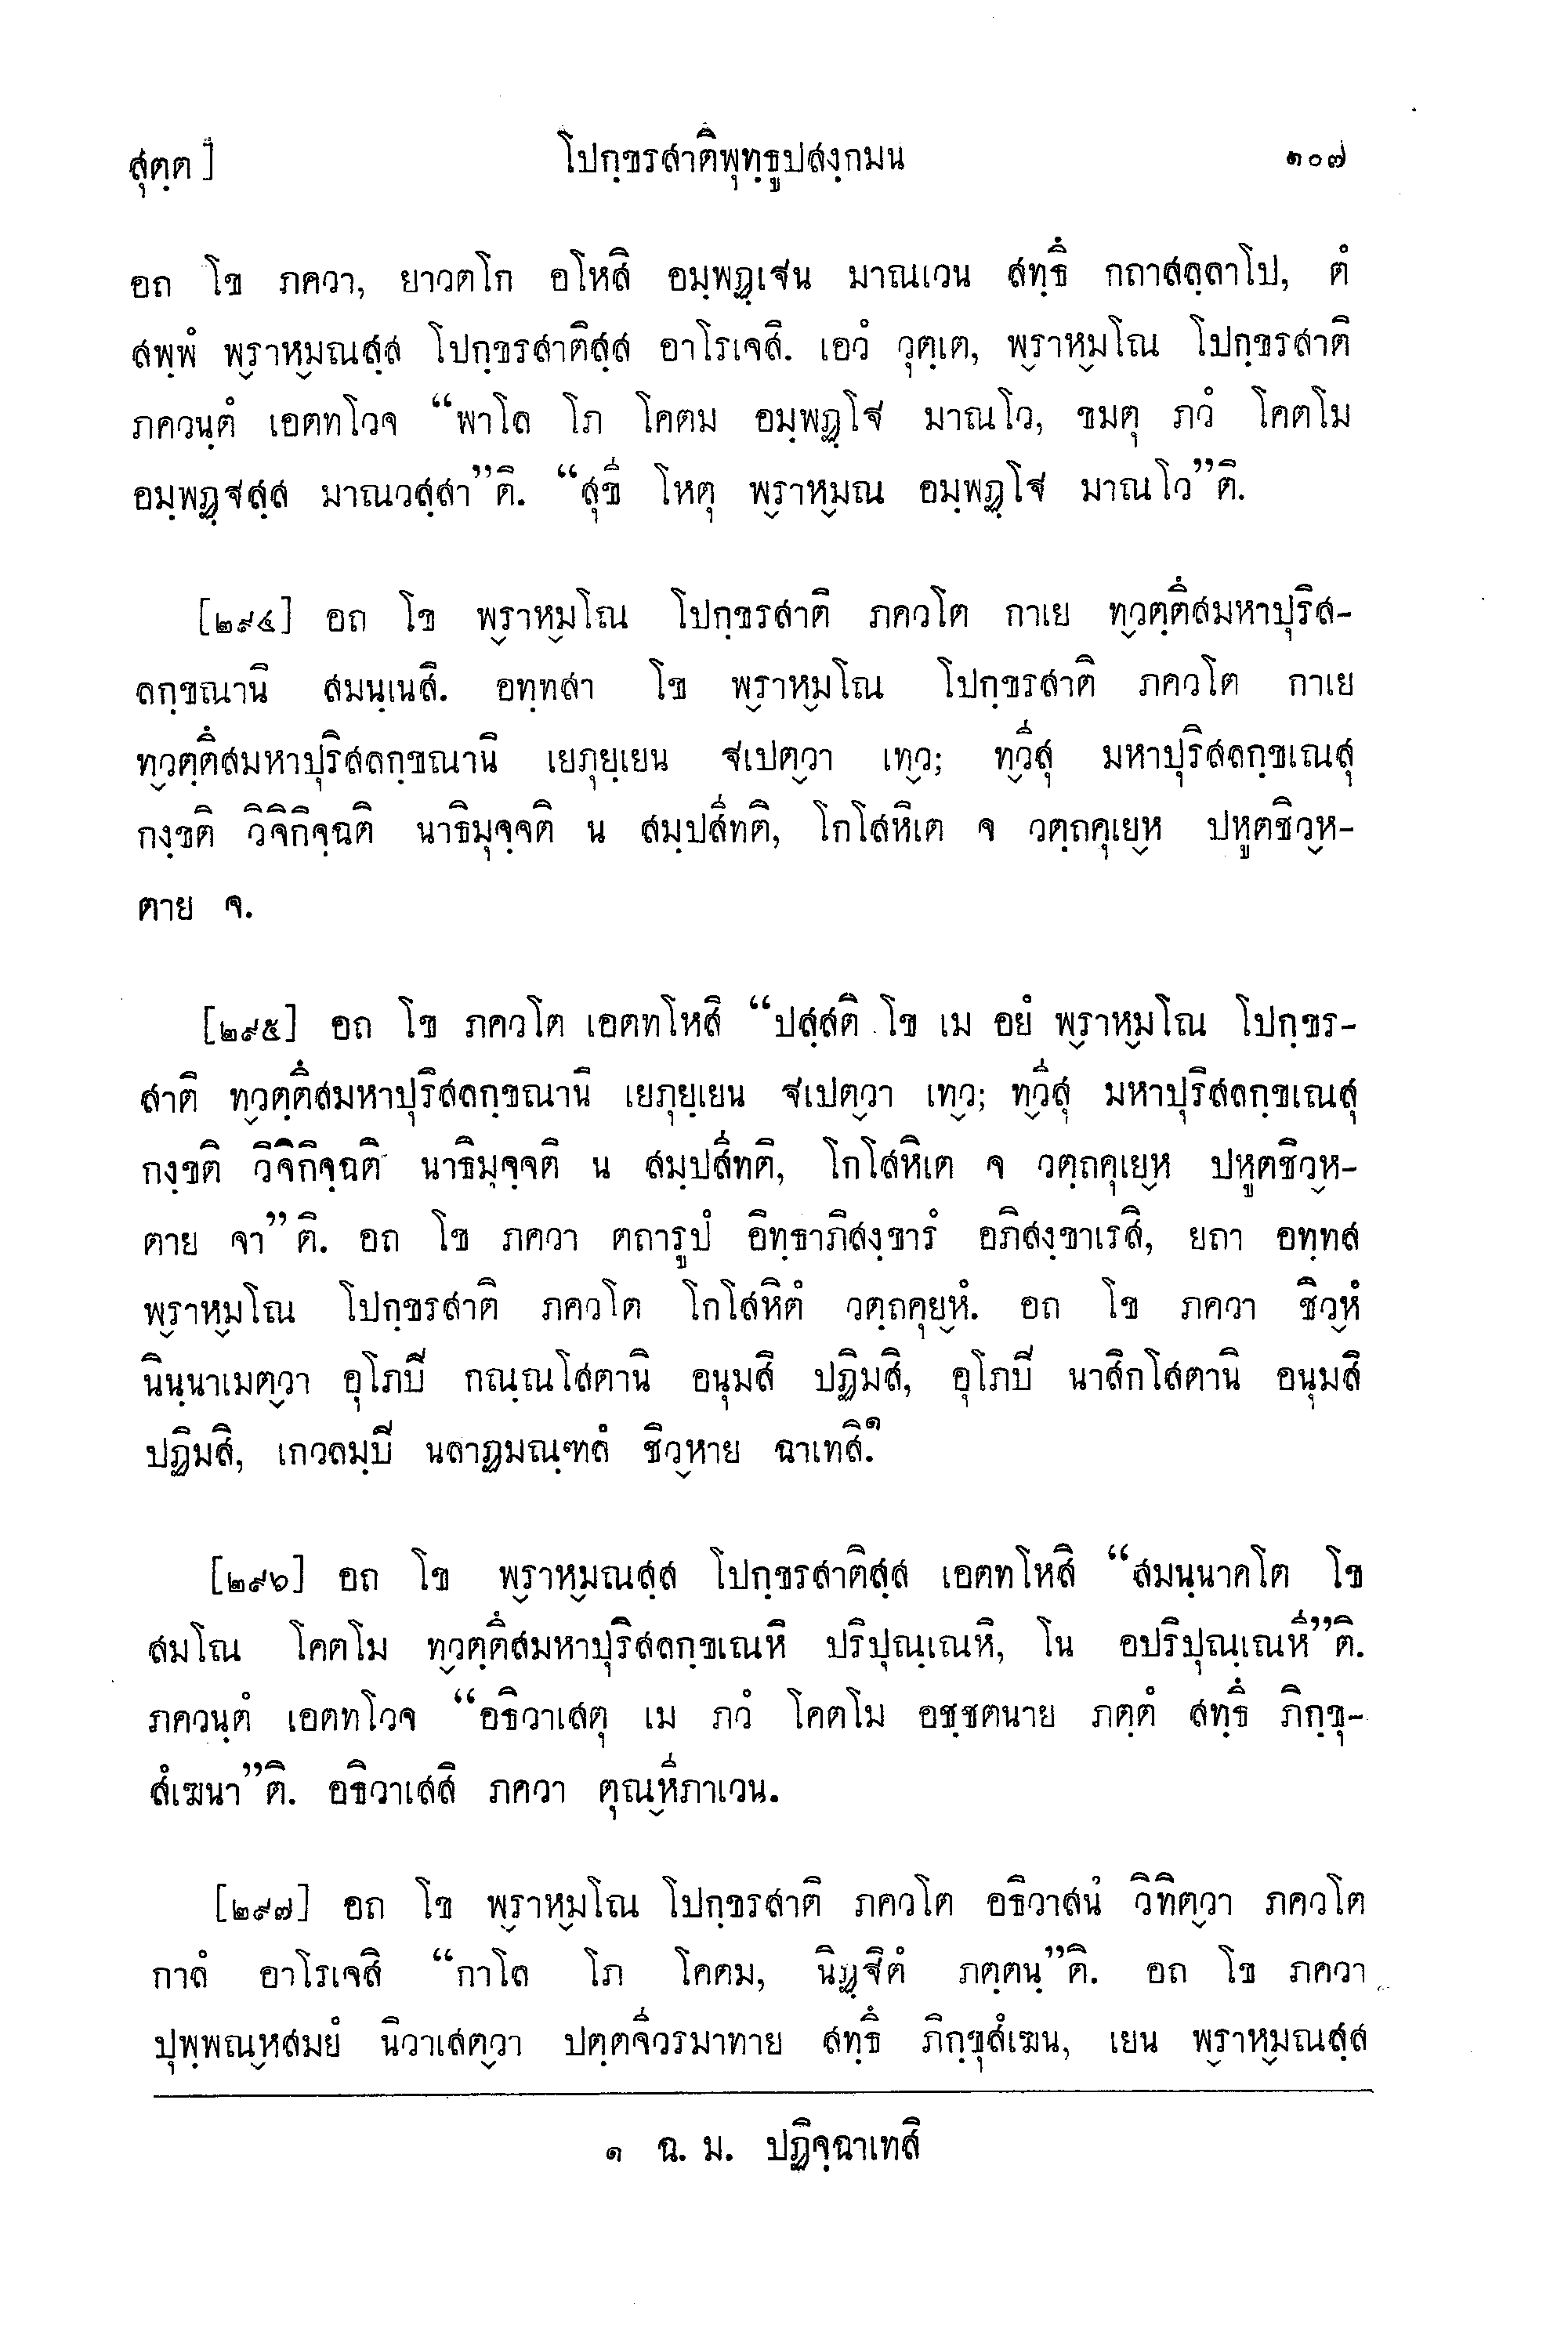 สุตฺต ]
โปกฺขรสาติพุทฺธูปสงฺกมน
๑๐๗
อถ โข ภควา, ยาวตโก อโหสิ อมฺพฏฺเฐน มาณเวน สทฺธึ กถาสลฺลาโป, ตํ
สพฺพํ พฺราหฺมณสฺส โปกฺขรสาติสฺส อาโรเจสิ. เอวํ วุตฺเต, พฺราหฺมโณ โปกฺขรสาติ
ภควนฺตํ เอตทโวจ “พาโล โภ โคตม อมฺพฏฺโฐ มาณโว, ขมตุ ภวํ โคตโม
อมฺพฏฺฐสฺส มาณวสฺสา”ติ. “สุขี โหตุ พฺราหฺมณ อมฺพฏฺโฐ มาณโว”ติ.
[๒๙๔] อถ โข พฺราหฺมโณ โปกฺขรสาติ ภควโต กาเย ทฺวตฺตึสมหาปุริส-
ลกฺขณานิ สมนฺเนสิ. อทฺทสา โข พฺราหฺมโณ โปกฺขรสาติ ภควโต กาเย
ทฺวตฺตึสมหาปุริสลกฺขณานิ เยภุยฺเยน ฐเปตฺวา เทฺว; ทฺวีสุ มหาปุริสลกฺขเณสุ
กงฺขติ วิจิกิจฺฉติ นาธิมุจฺจติ น สมฺปสีทติ, โกโสหิเต จ วตฺถคุเยฺห ปหูตชิวฺห-
ตาย จ.
[๒๙๕] อถ โข ภควโต เอตทโหสิ “ปสฺสติ โข เม อยํ พฺราหฺมโณ โปกฺขร-
สาติ ทฺวตฺตึสมหาปุริสลกฺขณานิ เยภุยฺเยน ฐเปตฺวา เทฺว; ทฺวีสุ มหาปุริสลกฺขเณสุ
กงฺขติ วิจิกิจฺฉติ นาธิมุจฺจติ น สมฺปสีทติ, โกโสหิเต จ วตฺถคุเยฺห ปหูตชิวฺห-
ตาย จา”ติ. อถ โข ภควา ตถารูปํ อิทฺธาภิสงฺขารํ อภิสงฺขาเรสิ, ยถา อทฺทส
พฺราหฺมโณ โปกฺขรสาติ ภควโต โกโสหิตํ วตฺถคุยฺหํ. อถ โข ภควา ชิวฺหํ
นินฺนาเมตฺวา อุโภปิ กณฺณโสตานิ อนุมสิ ปฏิมสิ, อุโภปิ นาสิกโสตานิ อนุมสิ
ปฏิมสิ, เกวลมฺปิ นลาฏมณฺฑลํ ชิวฺหาย ฉาเทสิ.๑
[๒๙๖] อถ โข พฺราหฺมณสฺส โปกฺขรสาติสฺส เอตทโหสิ “สมนฺนาคโต โข
สมโณ โคตโม ทฺวตฺตึสมหาปุริสลกฺขเณหิ ปริปุณฺเณหิ, โน อปริปุณฺเณหี”ติ.
ภควนฺตํ เอตทโวจ “อธิวาเสตุ เม ภวํ โคตโม อชฺชตนาย ภตฺตํ สทฺธึ ภิกฺขุ-
สํเฆนา”ติ. อธิวาเสสิ ภควา ตุณฺหีภาเวน.
[๒๙๗] อถ โข พฺราหฺมโณ โปกฺขรสาติ ภควโต อธิวาสนํ วิทิตฺวา ภควโต
กาลํ อาโรเจสิ “กาโล โภ โคตม, นิฏฺฐิตํ ภตฺตนฺ”ติ. อถ โข ภควา
ปุพฺพณฺหสมยํ นิวาเสตฺวา ปตฺตจีวรมาทาย สทฺธึ ภิกฺขุสํเฆน, เยน พฺราหฺมณสฺส
๑ ฉ. ม. ปฏิจฺฉาเทสิ